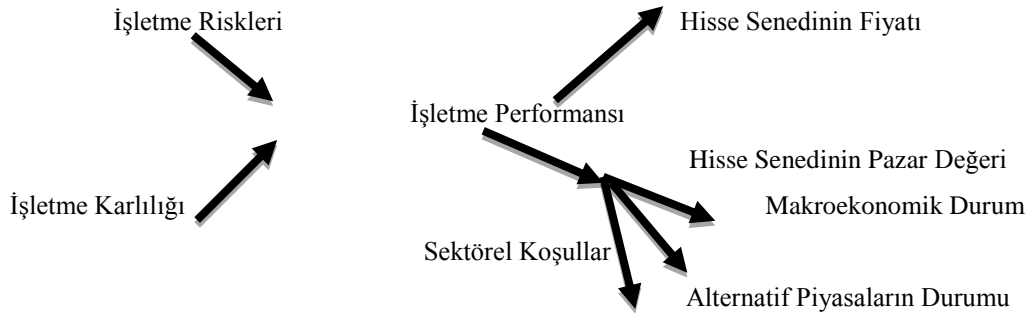 İşletme Riskleri
Hisse Senedinin Fiyatı
İşletme Performansı
Hisse Senedinin Pazar Değeri
İşletme Karlılığı
Makroekonomik Durum
Sektörel Koşullar
Alternatif Piyasaların Durumu